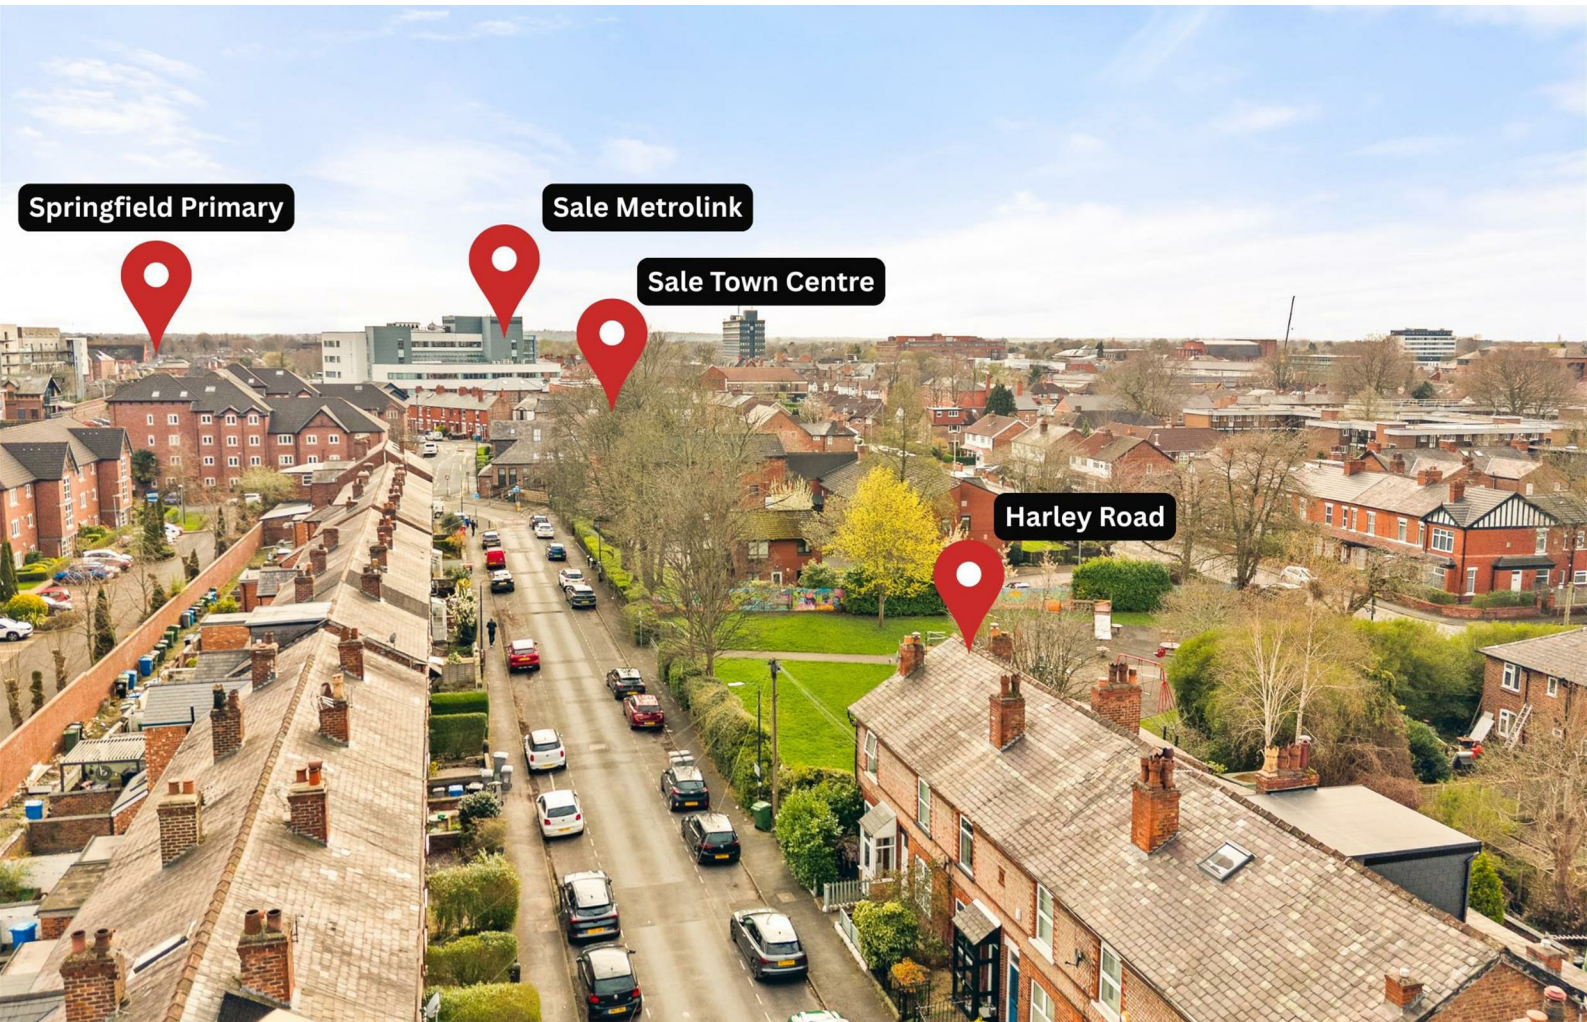 Springfield Primary
Sale Metrolink
Sale Town Centre
Harley Road